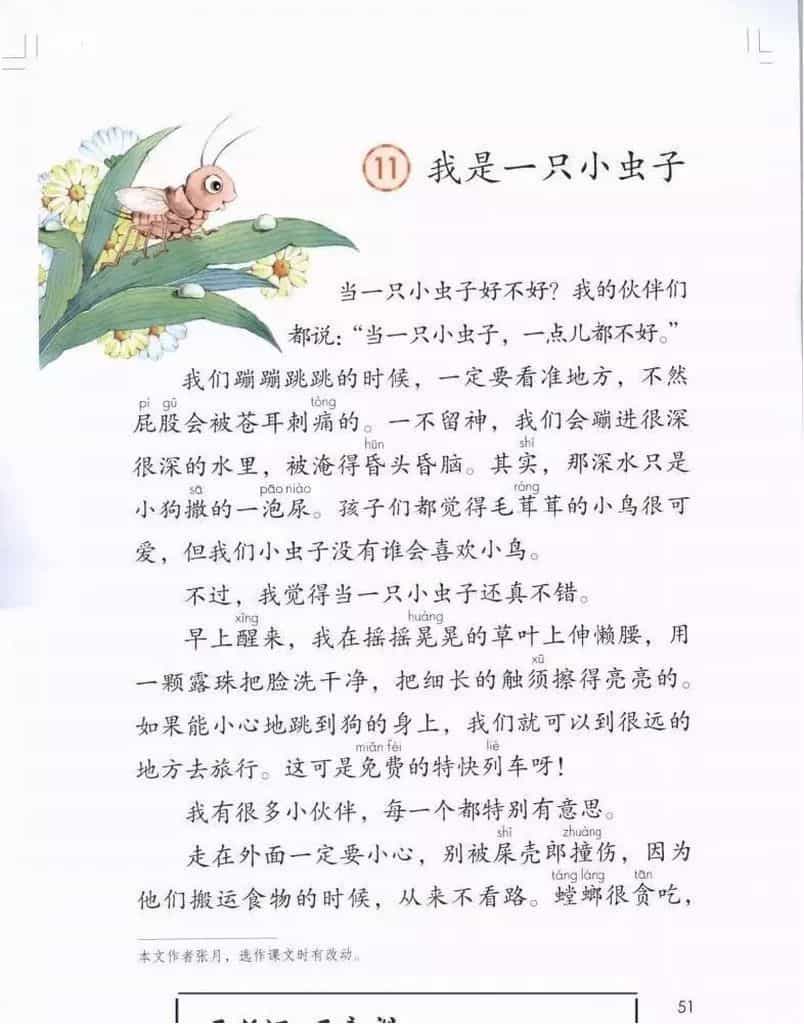 11 我是一只小虫子
当一只小虫子好不好？我的伙伴们
都说：“当一只小虫子，一点儿都不好。”
我们蹦蹦跳跳的时候，一定要看准地方，不然
pì gǔ tòng
屁股会被苍耳刺痛的。一不留神，我们会蹦进很深
hūn shí
很深的水里，被淹得昏头昏脑。其实，那深水只是
sā pāo niào róng
小狗撒的一泡尿。孩子们都觉得毛茸茸的小鸟很可
爱，但我们小虫子没有谁会喜欢小鸟。
不过，我觉得当一只小虫子还真不错。
xǐng huàng
早上醒来，我在摇摇晃晃的草叶上伸懒腰，用
xū
一颗露珠把脸洗干净，把细长的触须擦得亮亮的。
如果能小心地跳到狗的身上，我们就可以到很远的
miǎn fèi liè
地方去旅行。这可是免费的特快列车呀！
我有很多小伙伴，每一个都特别有意思。
shǐ zhuàng
走在外面一定要小心，别被屎壳郎撞伤，因为
táng láng tān
他们搬运食物的时候，从来不看路。螳螂很贪吃，
本文作者张月，选作课文时有改动。
51